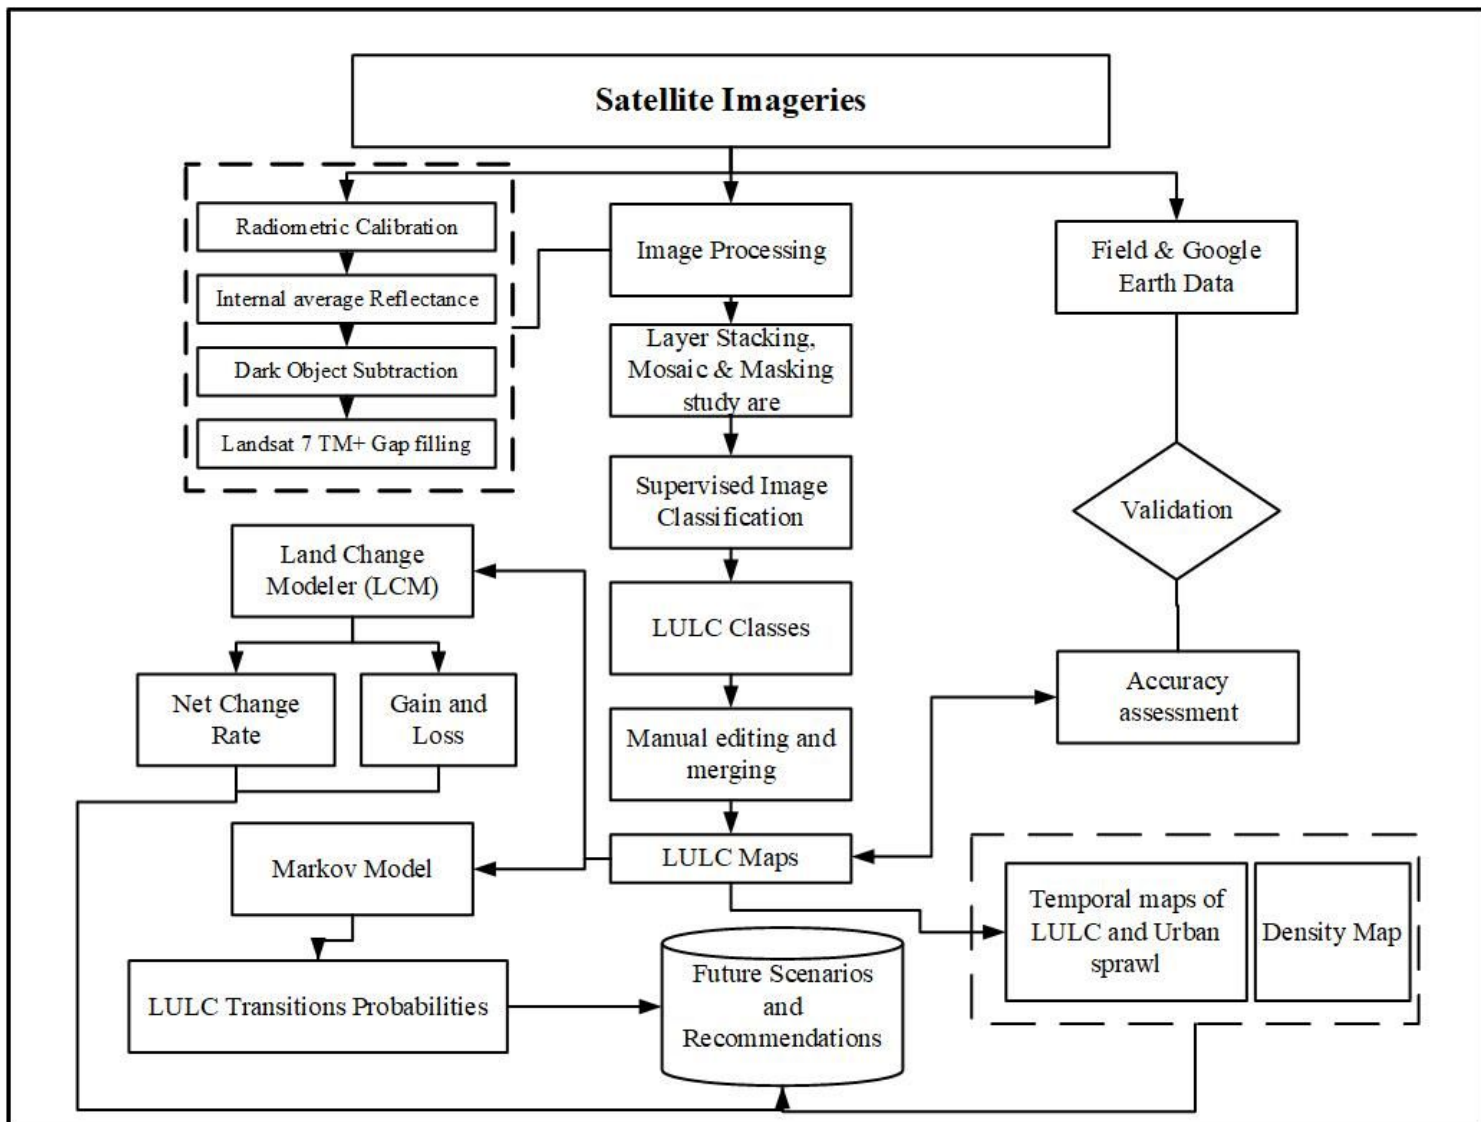 Satellite Imageries
Radiometric Calibration
Internal average Reflectance
Dark Object Subtraction
Landsat 7 TM+ Gap filling
Image Processing
Layer Stacking,
Mosaic & Masking
study are
Supervised Image
Classification
LULC Classes
Manual editing and
merging
LULC Maps
Field & Google
Earth Data
Validation
Accuracy
assessment
Land Change
Modeler (LCM)
Net Change
Rate
Gain and
Loss
Markov Model
LULC Transitions Probabilities
Future Scenarios
and
Recommendations
Temporal maps of
LULC and Urban
sprawl
Density Map